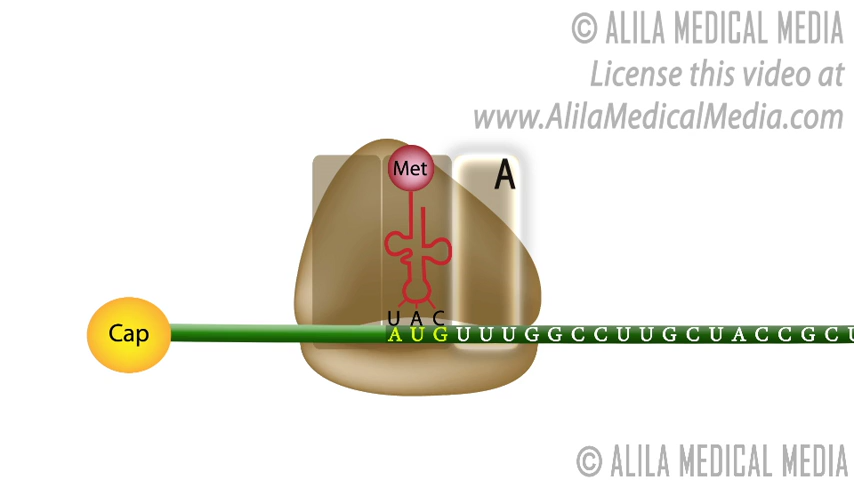 © ALILA MEDICAL MEDIA
License this video at
www.AlilaMedicalMedia.com
Met
A
U A C
Cap
A U G U U U G G C C U U G C U A C C G C U
© ALILA MEDICAL MEDIA